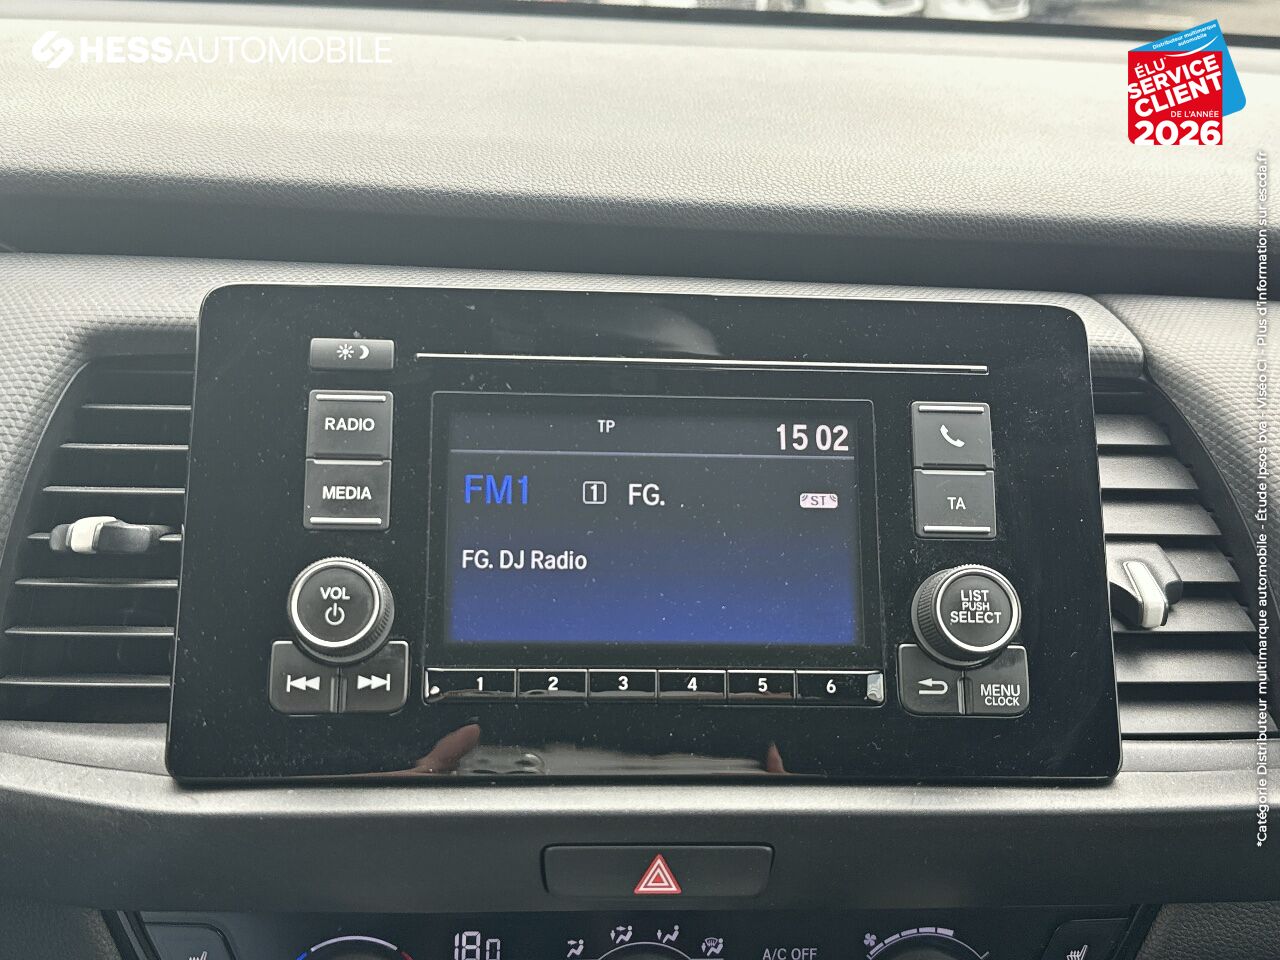 HESSAUTOMOBILE
Distributeur multimarque
automobile
ÉLU
SERVICE
CLIENT
DE L'ANNÉE
2026
*Catégorie Distributeur multimarque automobile - Étude Ipsos bva - Viséo CI - Plus d'information sur escda.fr
RADIO
MEDIA
VOL
TP
15 02
FM1
1
FG.
ST
FG. DJ Radio
TA
LIST
PUSH
SELECT
1 2 3 4 5 6
MENU
CLOCK
18.0
A/C OFF